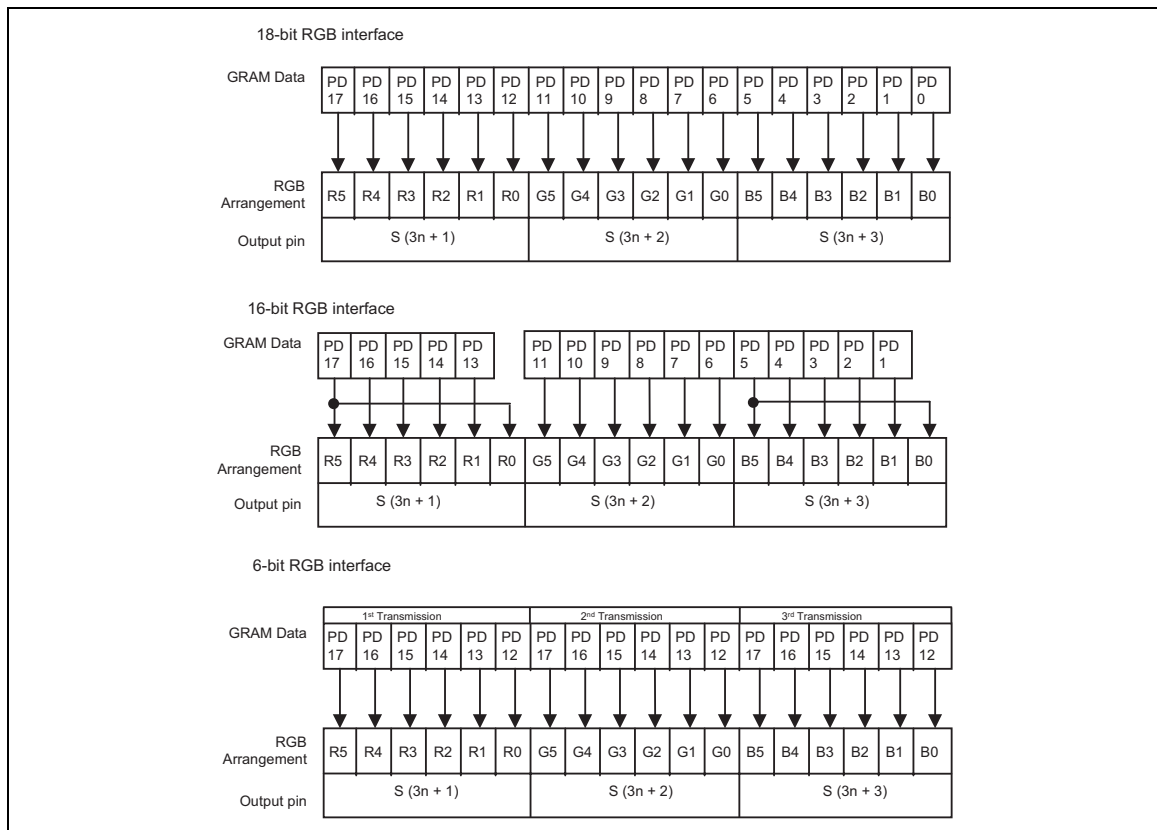 18-bit RGB interface
GRAM Data
PD 17 PD 16 PD 15 PD 14 PD 13 PD 12 PD 11 PD 10 PD 9 PD 8 PD 7 PD 6 PD 5 PD 4 PD 3 PD 2 PD 1 PD 0
RGB Arrangement
R5 R4 R3 R2 R1 R0 G5 G4 G3 G2 G1 G0 B5 B4 B3 B2 B1 B0
Output pin
S (3n + 1) S (3n + 2) S (3n + 3)
16-bit RGB interface
GRAM Data
PD 17 PD 16 PD 15 PD 14 PD 13 PD 11 PD 10 PD 9 PD 8 PD 7 PD 6 PD 5 PD 4 PD 3 PD 2 PD 1
RGB Arrangement
R5 R4 R3 R2 R1 R0 G5 G4 G3 G2 G1 G0 B5 B4 B3 B2 B1 B0
Output pin
S (3n + 1) S (3n + 2) S (3n + 3)
6-bit RGB interface
1st Transmission 2nd Transmission 3rd Transmission
GRAM Data
PD 17 PD 16 PD 15 PD 14 PD 13 PD 12 PD 17 PD 16 PD 15 PD 14 PD 13 PD 12 PD 17 PD 16 PD 15 PD 14 PD 13 PD 12
RGB Arrangement
R5 R4 R3 R2 R1 R0 G5 G4 G3 G2 G1 G0 B5 B4 B3 B2 B1 B0
Output pin
S (3n + 1) S (3n + 2) S (3n + 3)